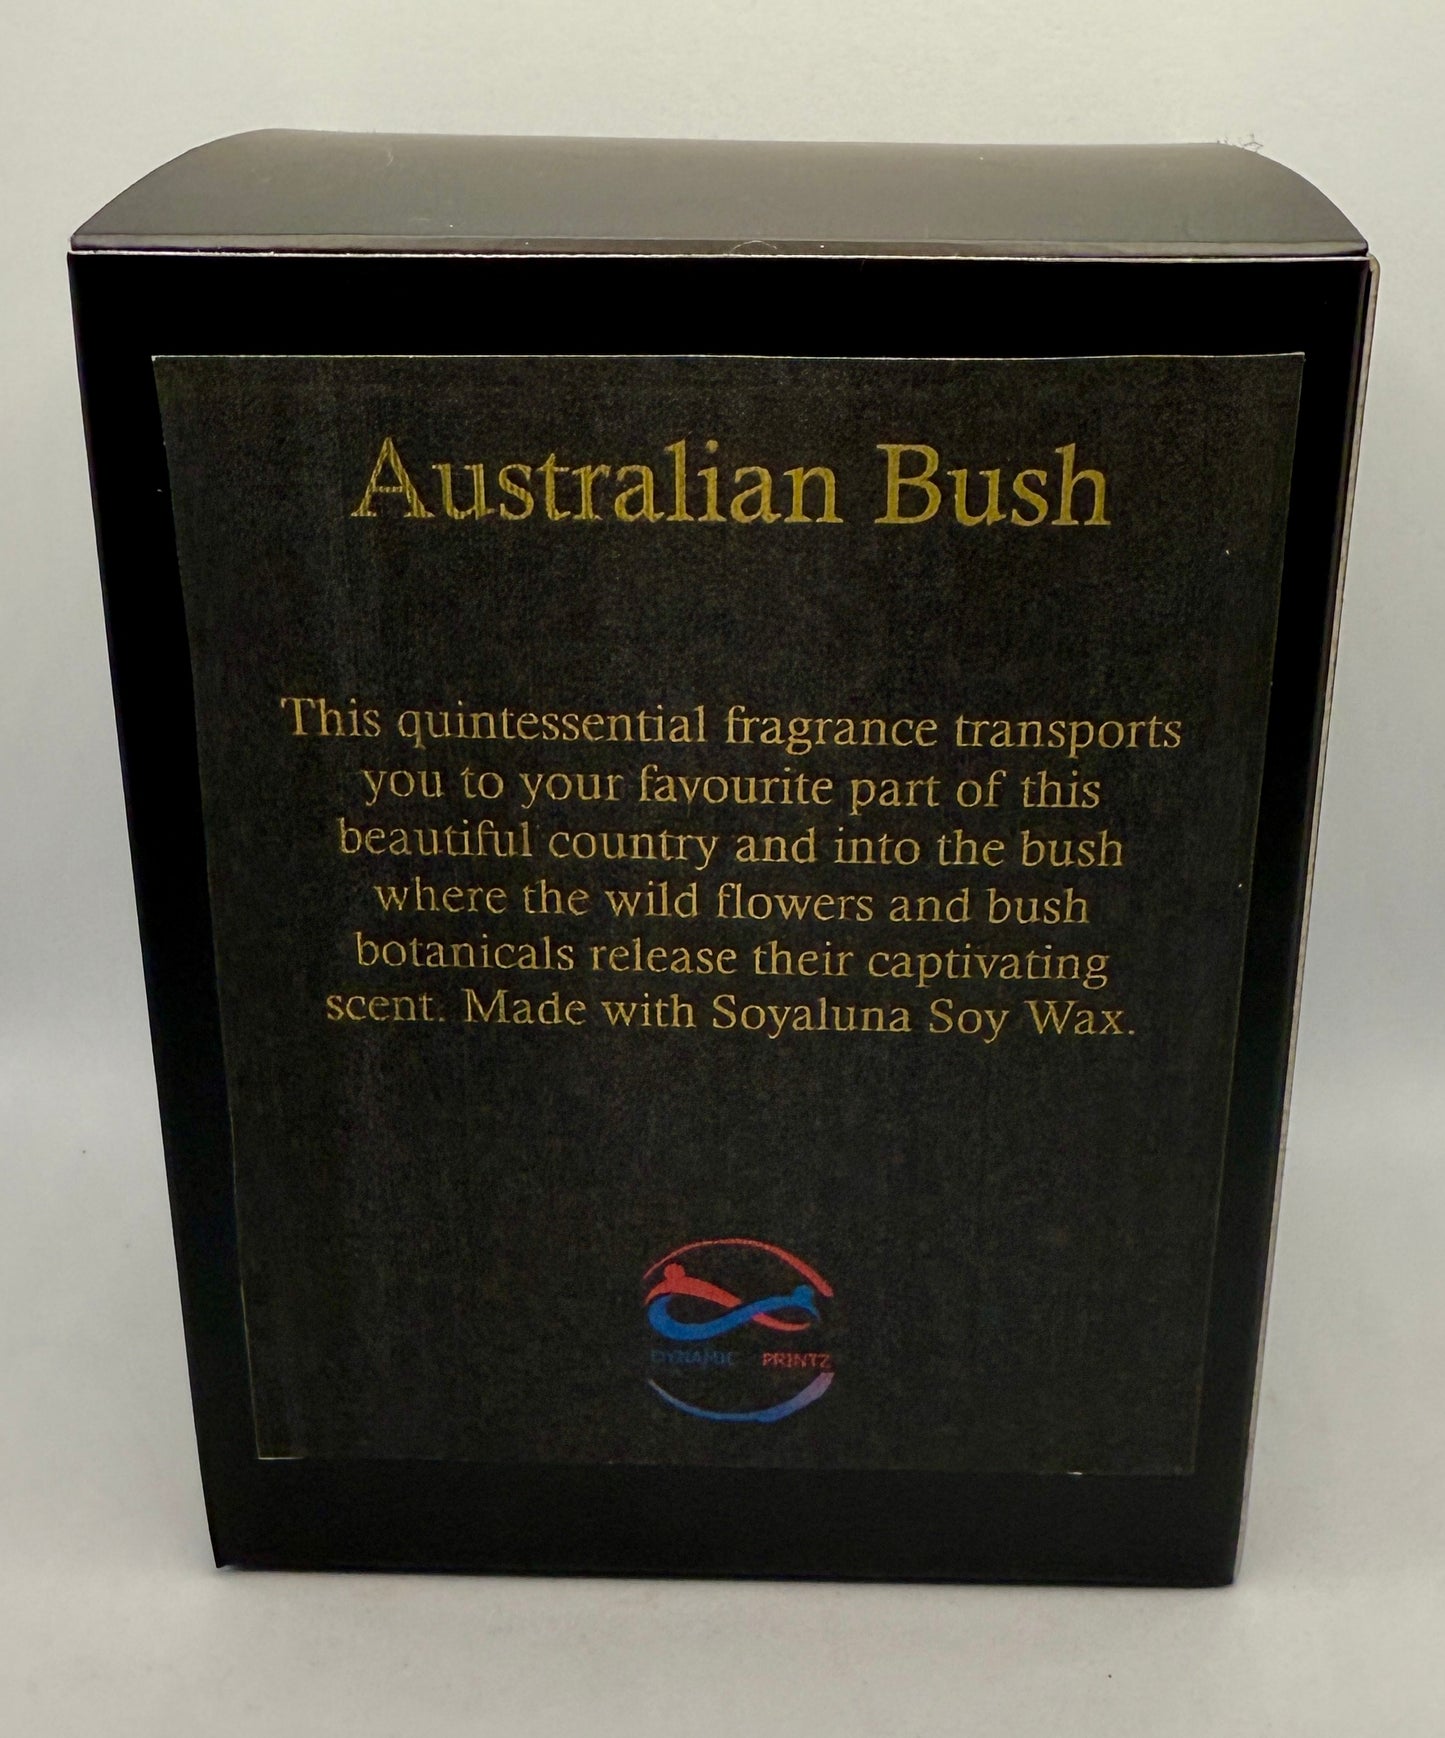 Australian Bush
This quintessential fragrance transports
you to your favourite part of this
beautiful country and into the bush
where the wild flowers and bush
botanicals release their captivating
scent. Made with Soyaluna Soy Wax.
DYNAMIC PRINTZ